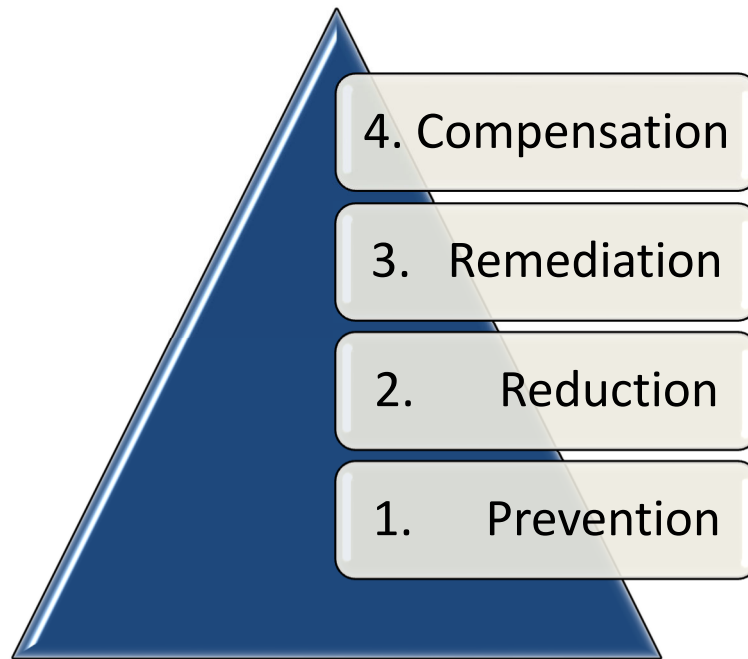 4. Compensation
3. Remediation
2. Reduction
1. Prevention